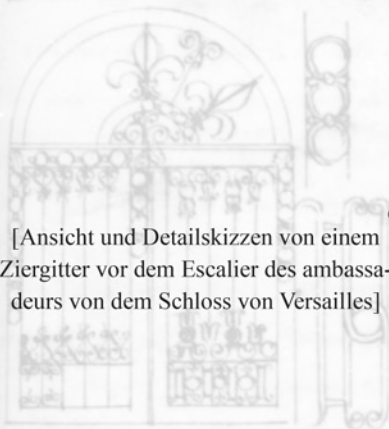 [Ansicht und Detailskizzen von einem
Ziergitter vor dem Escalier des ambassa-
deurs von dem Schloss von Versailles]